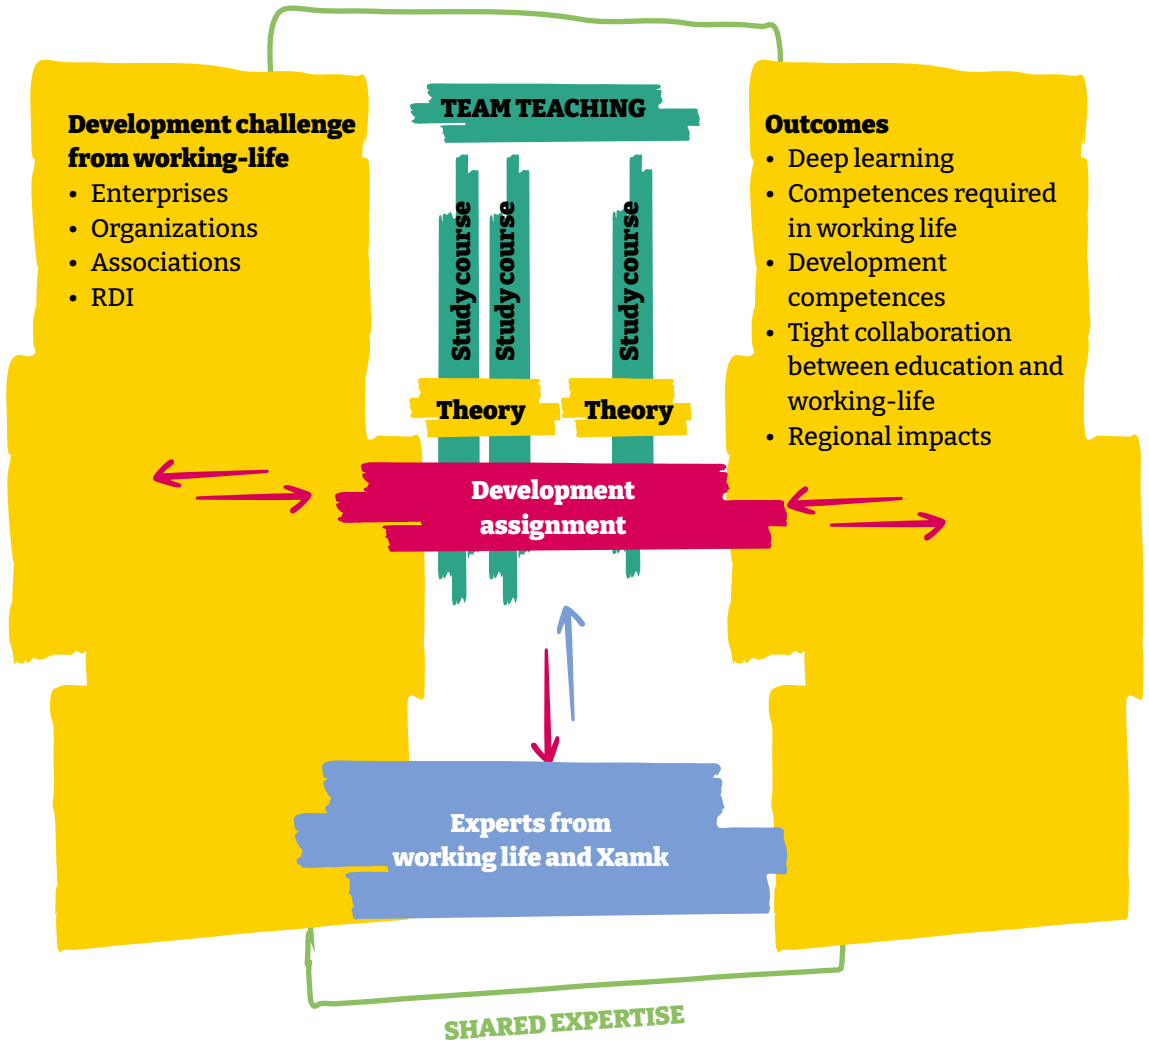 TEAM TEACHING
Development challenge
from working-life
• Enterprises
• Organizations
• Associations
• RDI
Study course
Study course
Study course
Theory
Theory
Development
assignment
Outcomes
• Deep learning
• Competences required
in working life
• Development
competences
• Tight collaboration
between education and
working-life
• Regional impacts
Experts from
working life and Xamk
SHARED EXPERTISE